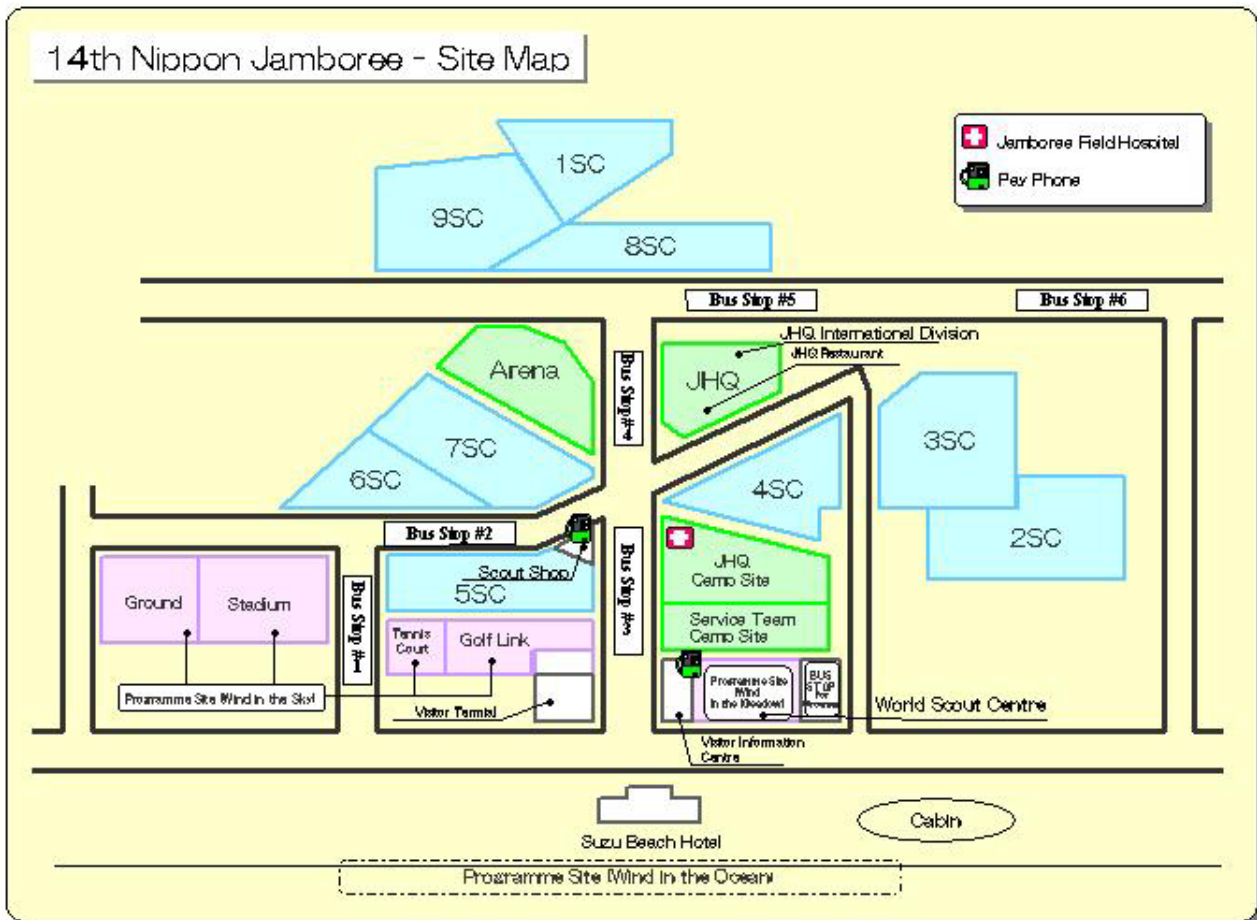 14th Nippon Jamboree - Site Map
Jamboree Field Hospital
Pay Phone
1SC
9SC
8SC
Bus Stop #5
Bus Stop #6
JHQ International Division
JHQ Restaurant
Arena
JHQ
Bus Stop#4
7SC
3SC
6SC
4SC
Bus Stop #2
2SC
Scout Shop
Bus Stop #3
JHQ
Camp Site
5SC
Ground
Stadium
Bus Stop #1
Tennis
Court
Golf Link
Service Team
Camp Site
Programme Site (Wind in the Sky)
Visitor Termial
Programme Site
(Wind
in the Meadow)
BUS
STOP
for
World Scout Centre
Visitor Information
Centre
Suzu Beach Hotel
Cabin
Programme Site (Wind in the Ocean)